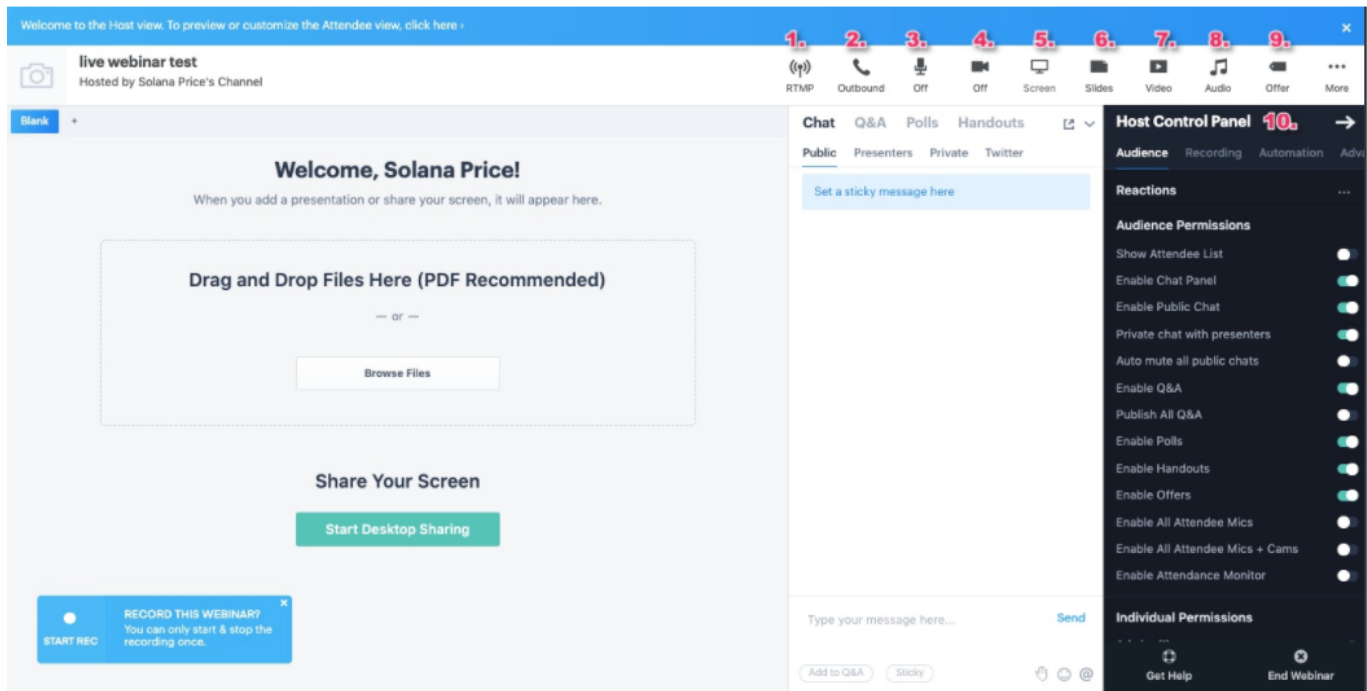 Welcome to the Host view. To preview or customize the Attendee view, click here ›
live webinar test
Hosted by Solana Price's Channel
1. 2. 3. 4. 5. 6. 7. 8. 9.
RTMP Outbound Off Off Screen Slides Video Audio Offer More
Blank +
Welcome, Solana Price!
When you add a presentation or share your screen, it will appear here.
Drag and Drop Files Here (PDF Recommended)
— or —
Browse Files
Share Your Screen
Start Desktop Sharing
START REC
RECORD THIS WEBINAR?
You can only start & stop the
recording once.
Chat Q&A Polls Handouts
Public Presenters Private Twitter
Set a sticky message here
Type your message here... Send
Add to Q&A Sticky @
Host Control Panel 10.
Audience Recording Automation Adva
Reactions ...
Audience Permissions
Show Attendee List
Enable Chat Panel
Enable Public Chat
Private chat with presenters
Auto mute all public chats
Enable Q&A
Publish All Q&A
Enable Polls
Enable Handouts
Enable Offers
Enable All Attendee Mics
Enable All Attendee Mics + Cams
Enable Attendance Monitor
Individual Permissions
Get Help End Webinar